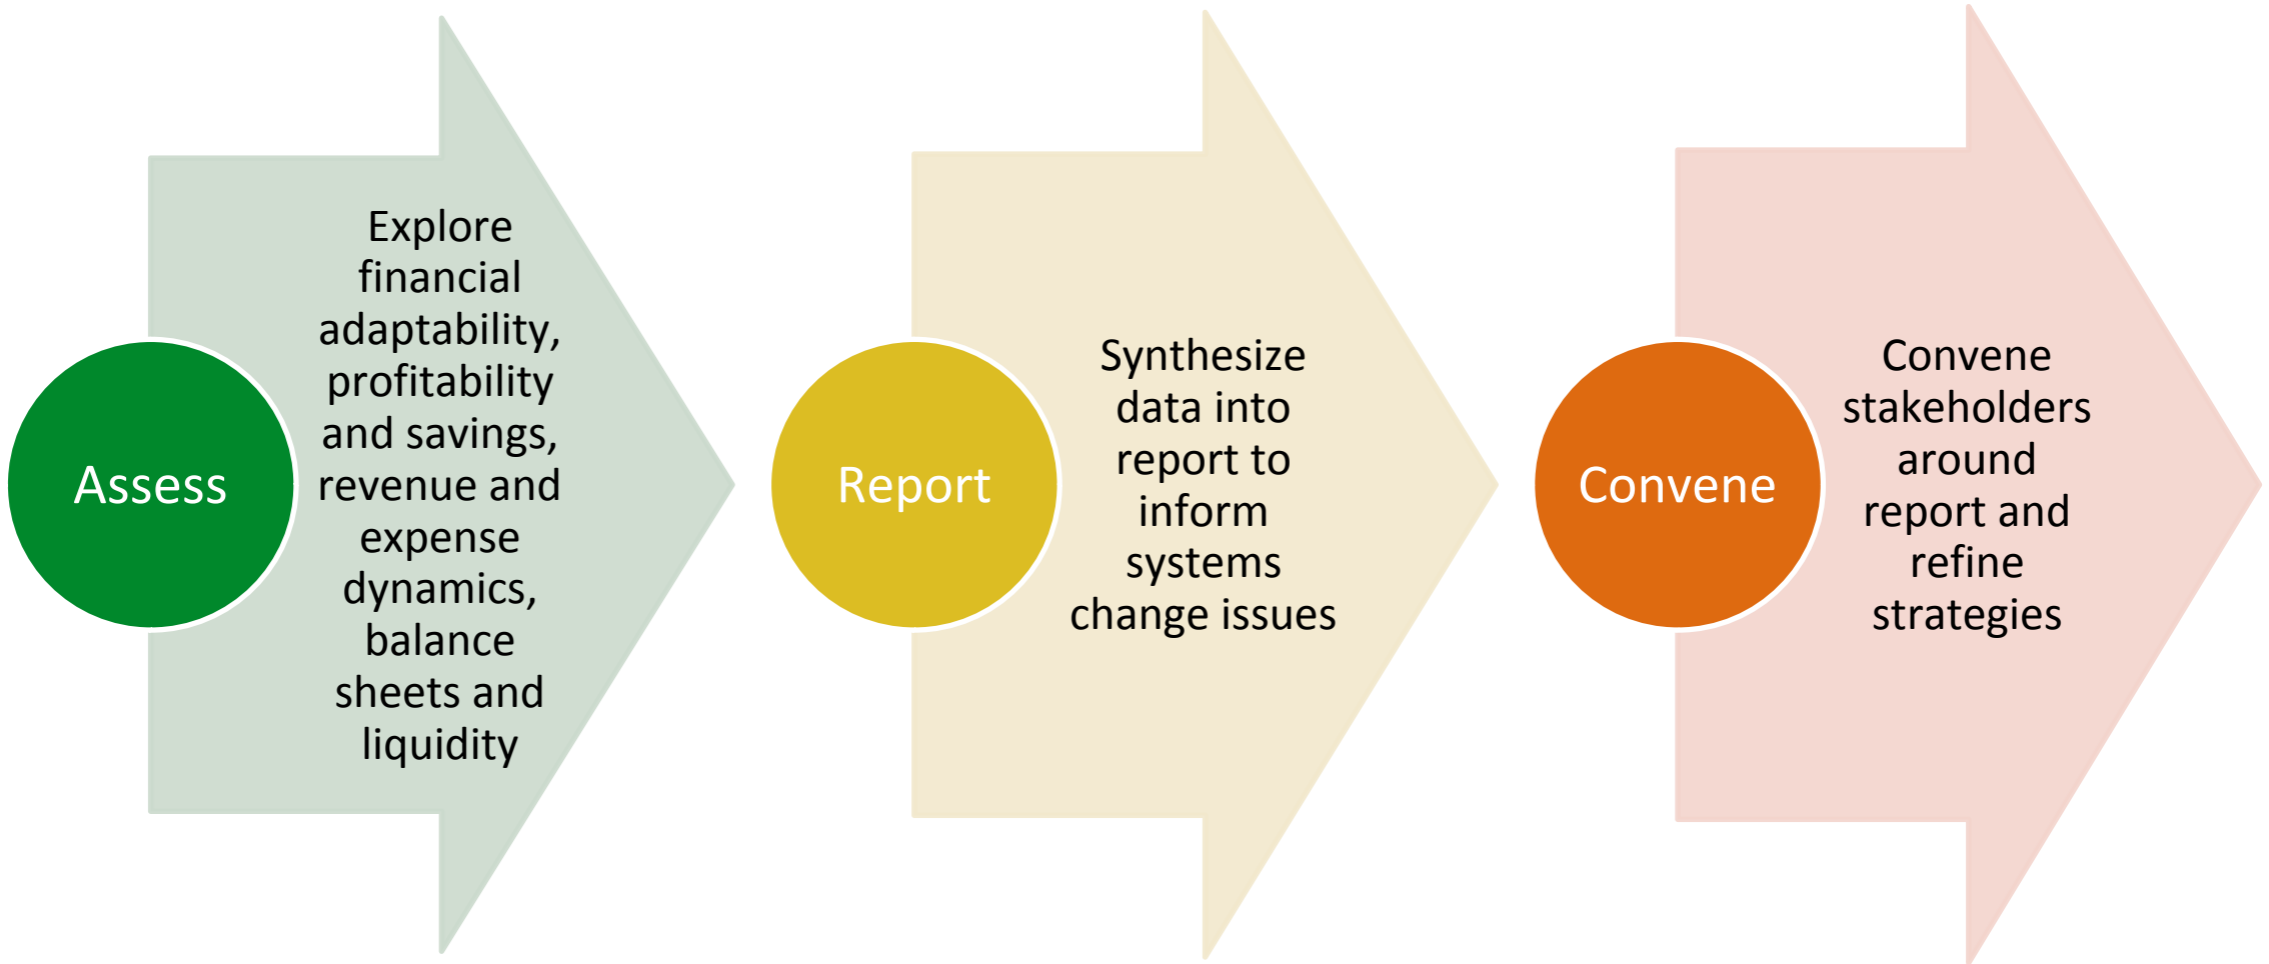 Assess
Explore
financial
adaptability,
profitability
and savings,
revenue and
expense
dynamics,
balance
sheets and
liquidity
Report
Synthesize
data into
report to
inform
systems
change issues
Convene
Convene
stakeholders
around
report and
refine
strategies